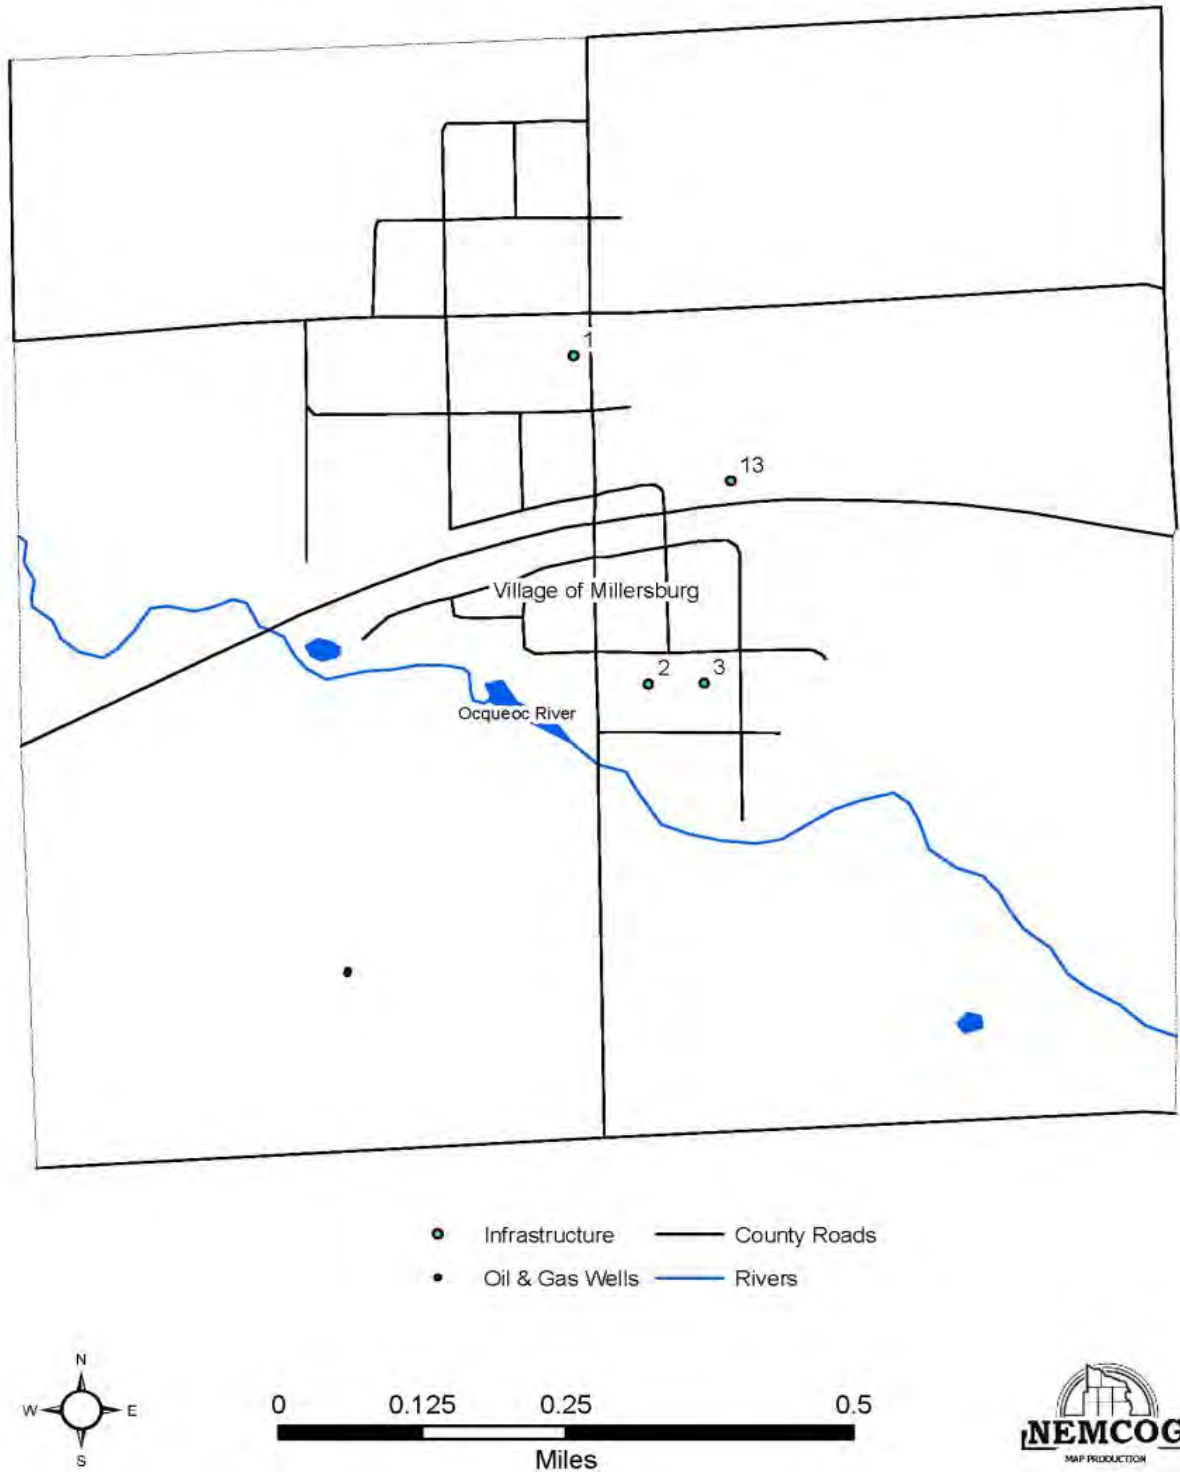 1
13
Village of Millersburg
2 3
Ocqueoc River
Infrastructure County Roads
Oil & Gas Wells Rivers
N
W E
S
0 0.125 0.25 0.5
Miles
NEMCOG
MAP PRODUCTION